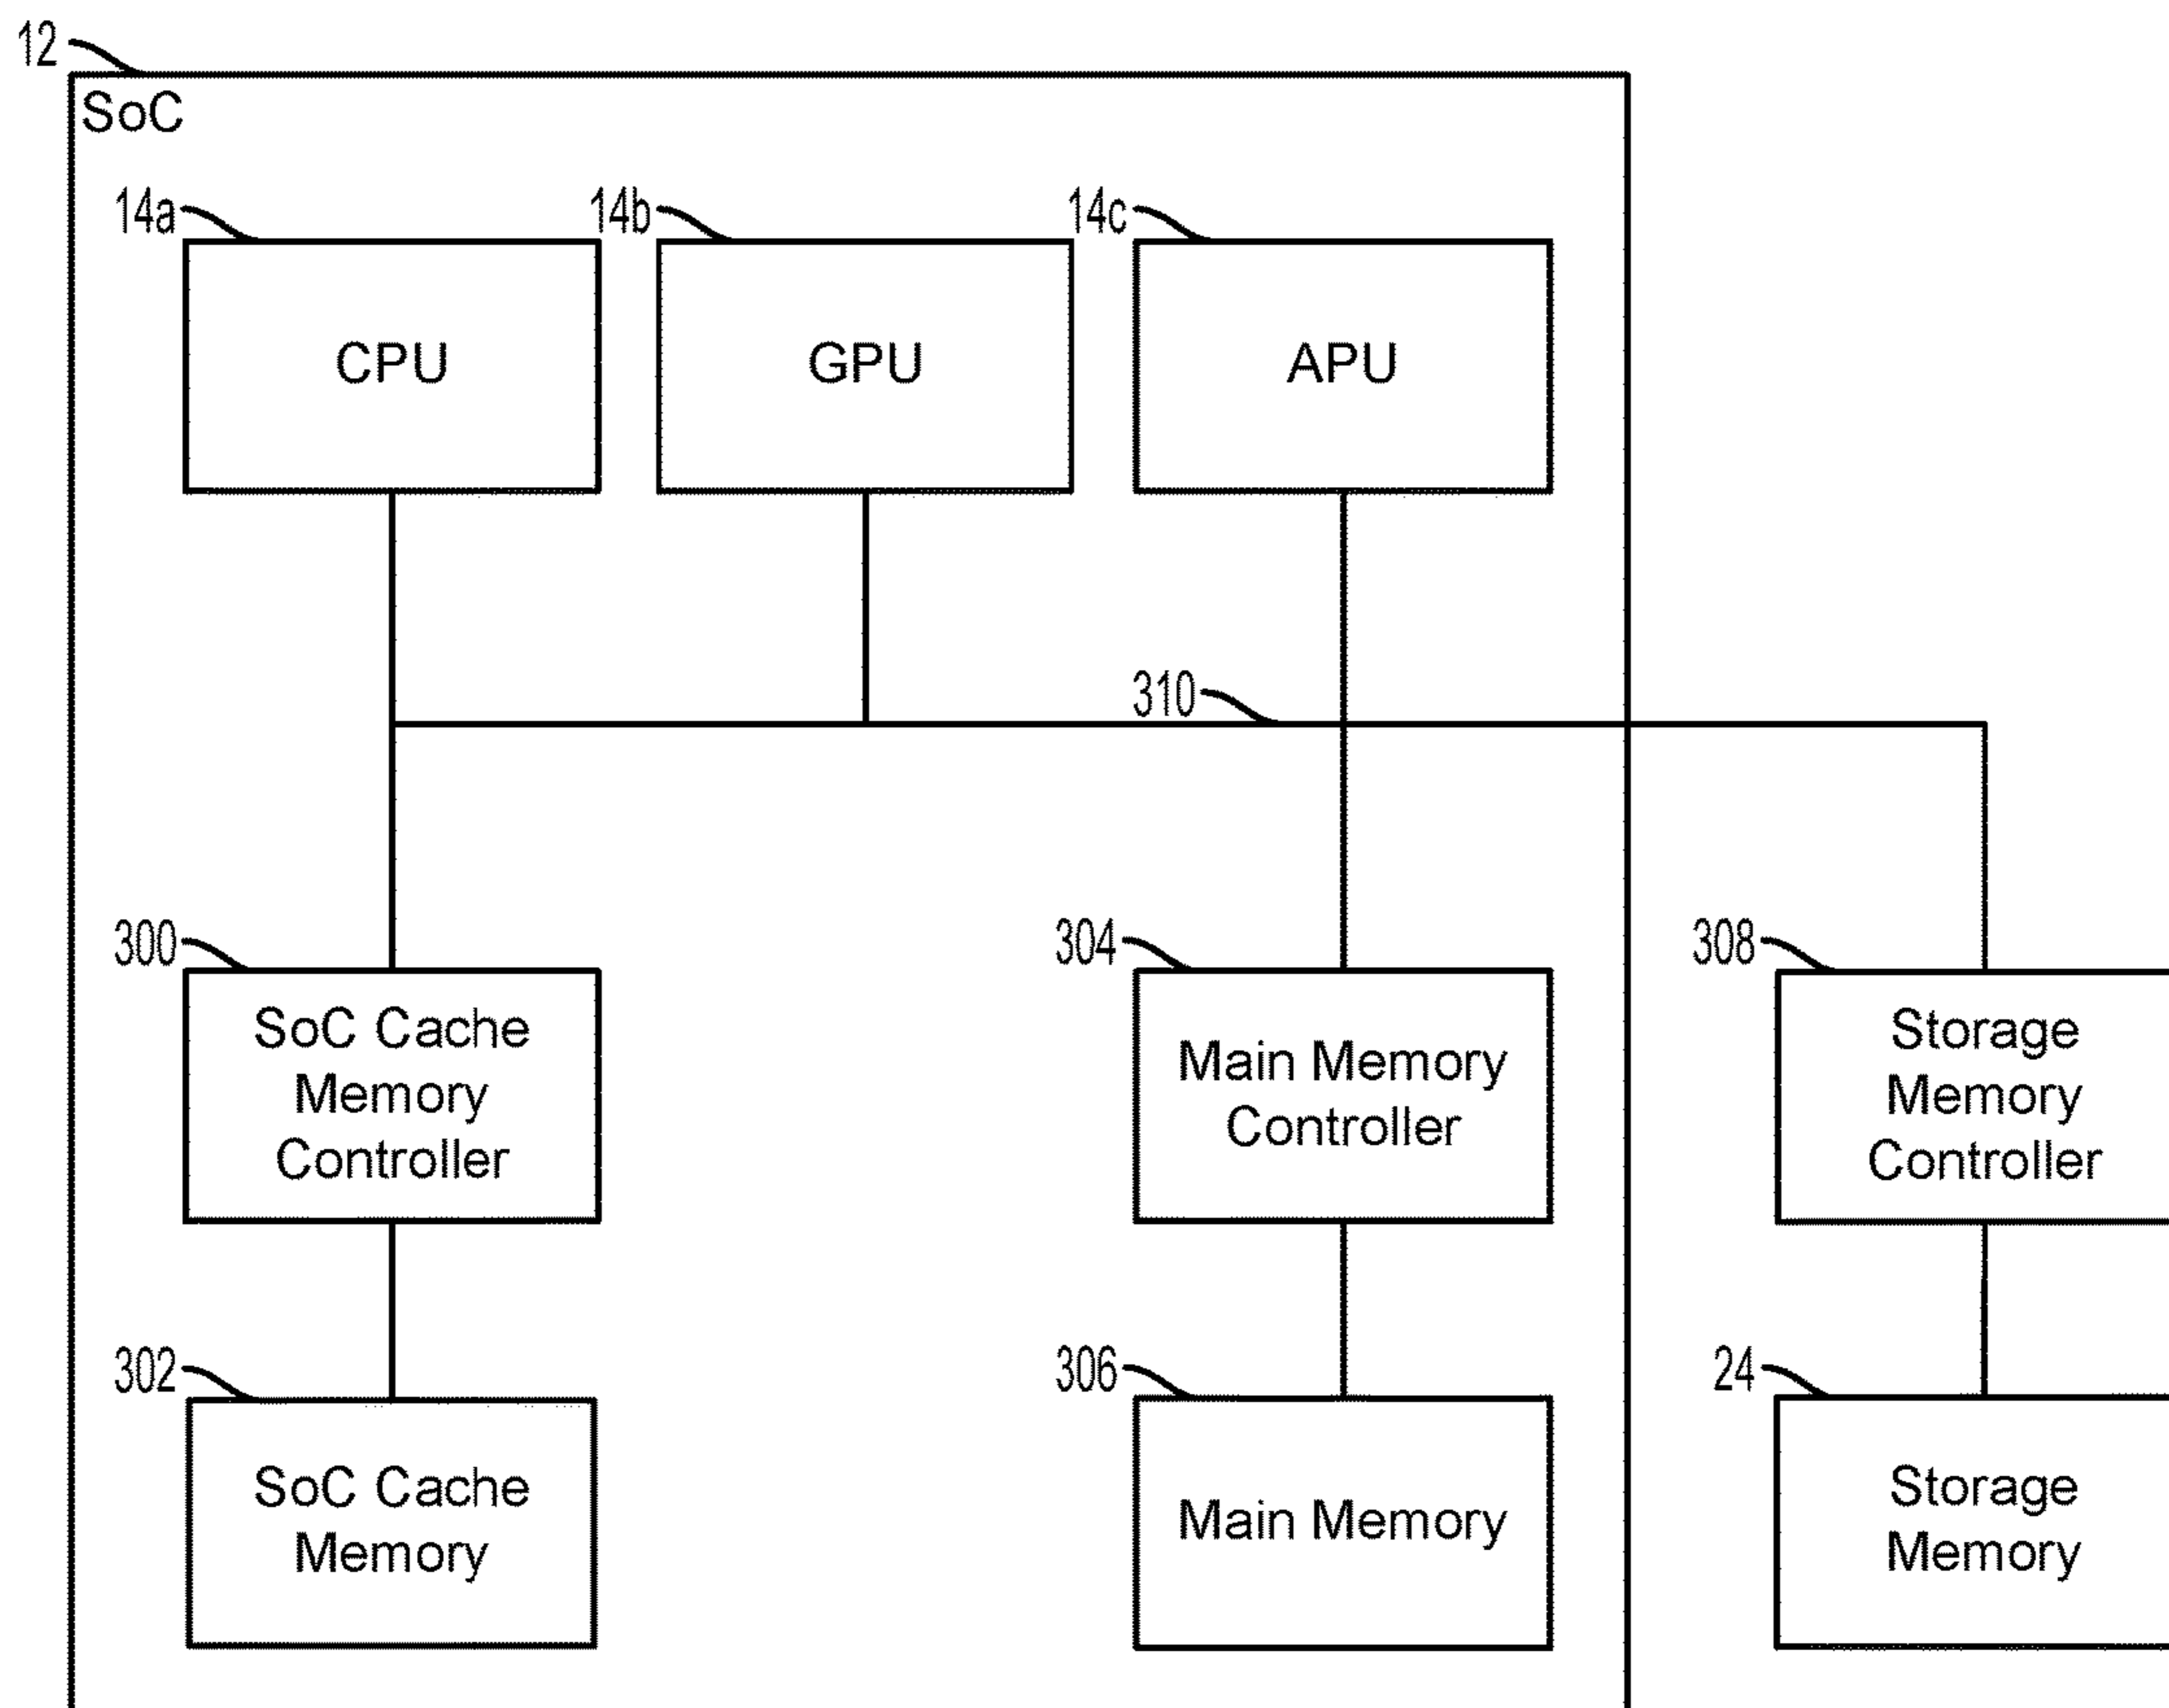 12
SoC
14a
14b
14c
CPU
GPU
APU
310
300
304
308
SoC Cache
Memory
Controller
Main Memory
Controller
Storage
Memory
Controller
302
306
24
SoC Cache
Memory
Main Memory
Storage
Memory